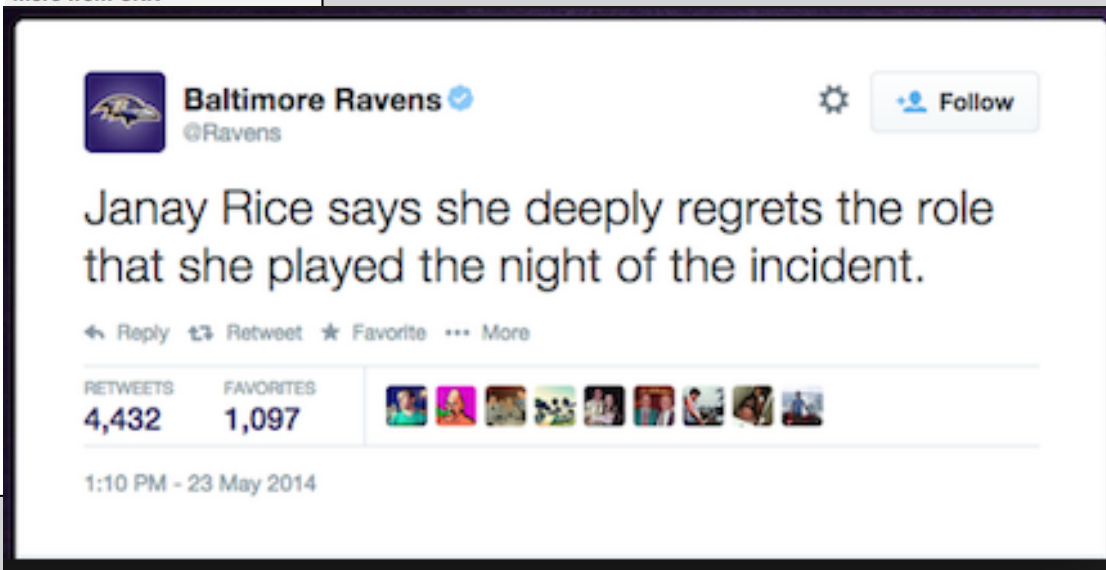 Baltimore Ravens
@Ravens
Follow
Janay Rice says she deeply regrets the role
that she played the night of the incident.
Reply Retweet Favorite More
RETWEETS FAVORITES
4,432 1,097
1:10 PM - 23 May 2014